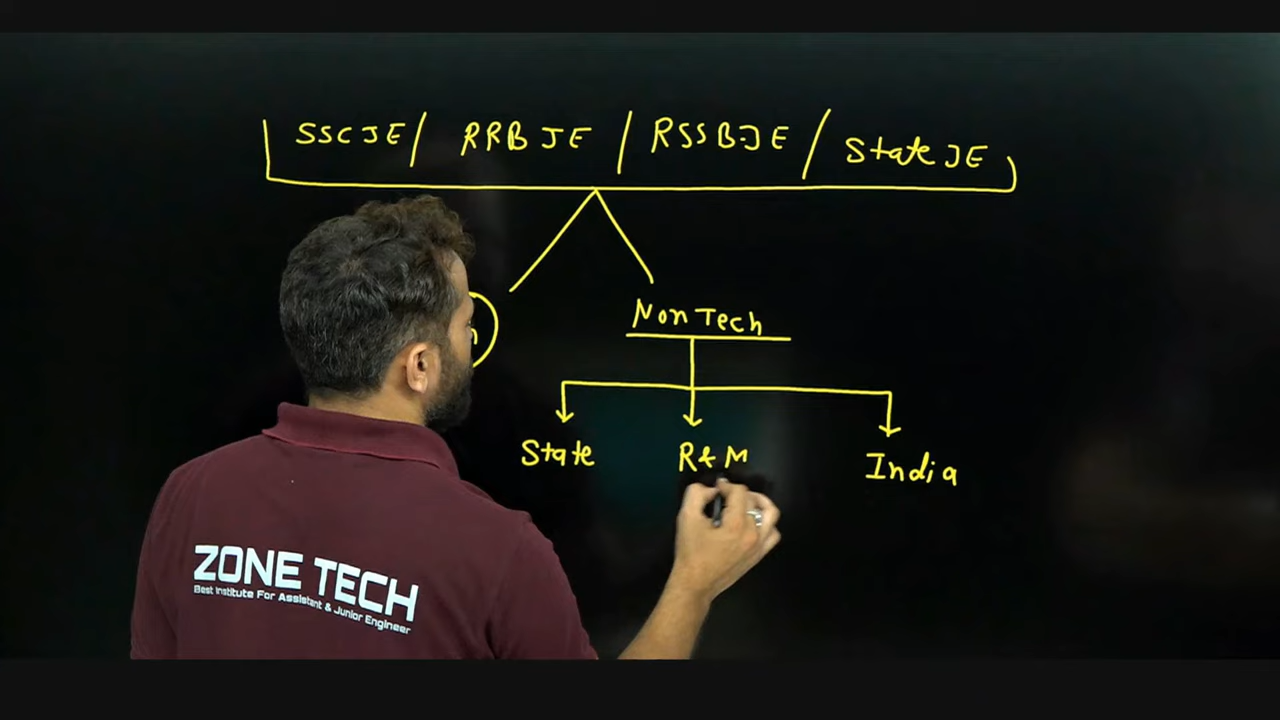 SSC JE / RRB JE / RSSB-JE / State JE
Non Tech
State R & M India
ZONE TECH
Best Institute For Assistant & Junior Engineer